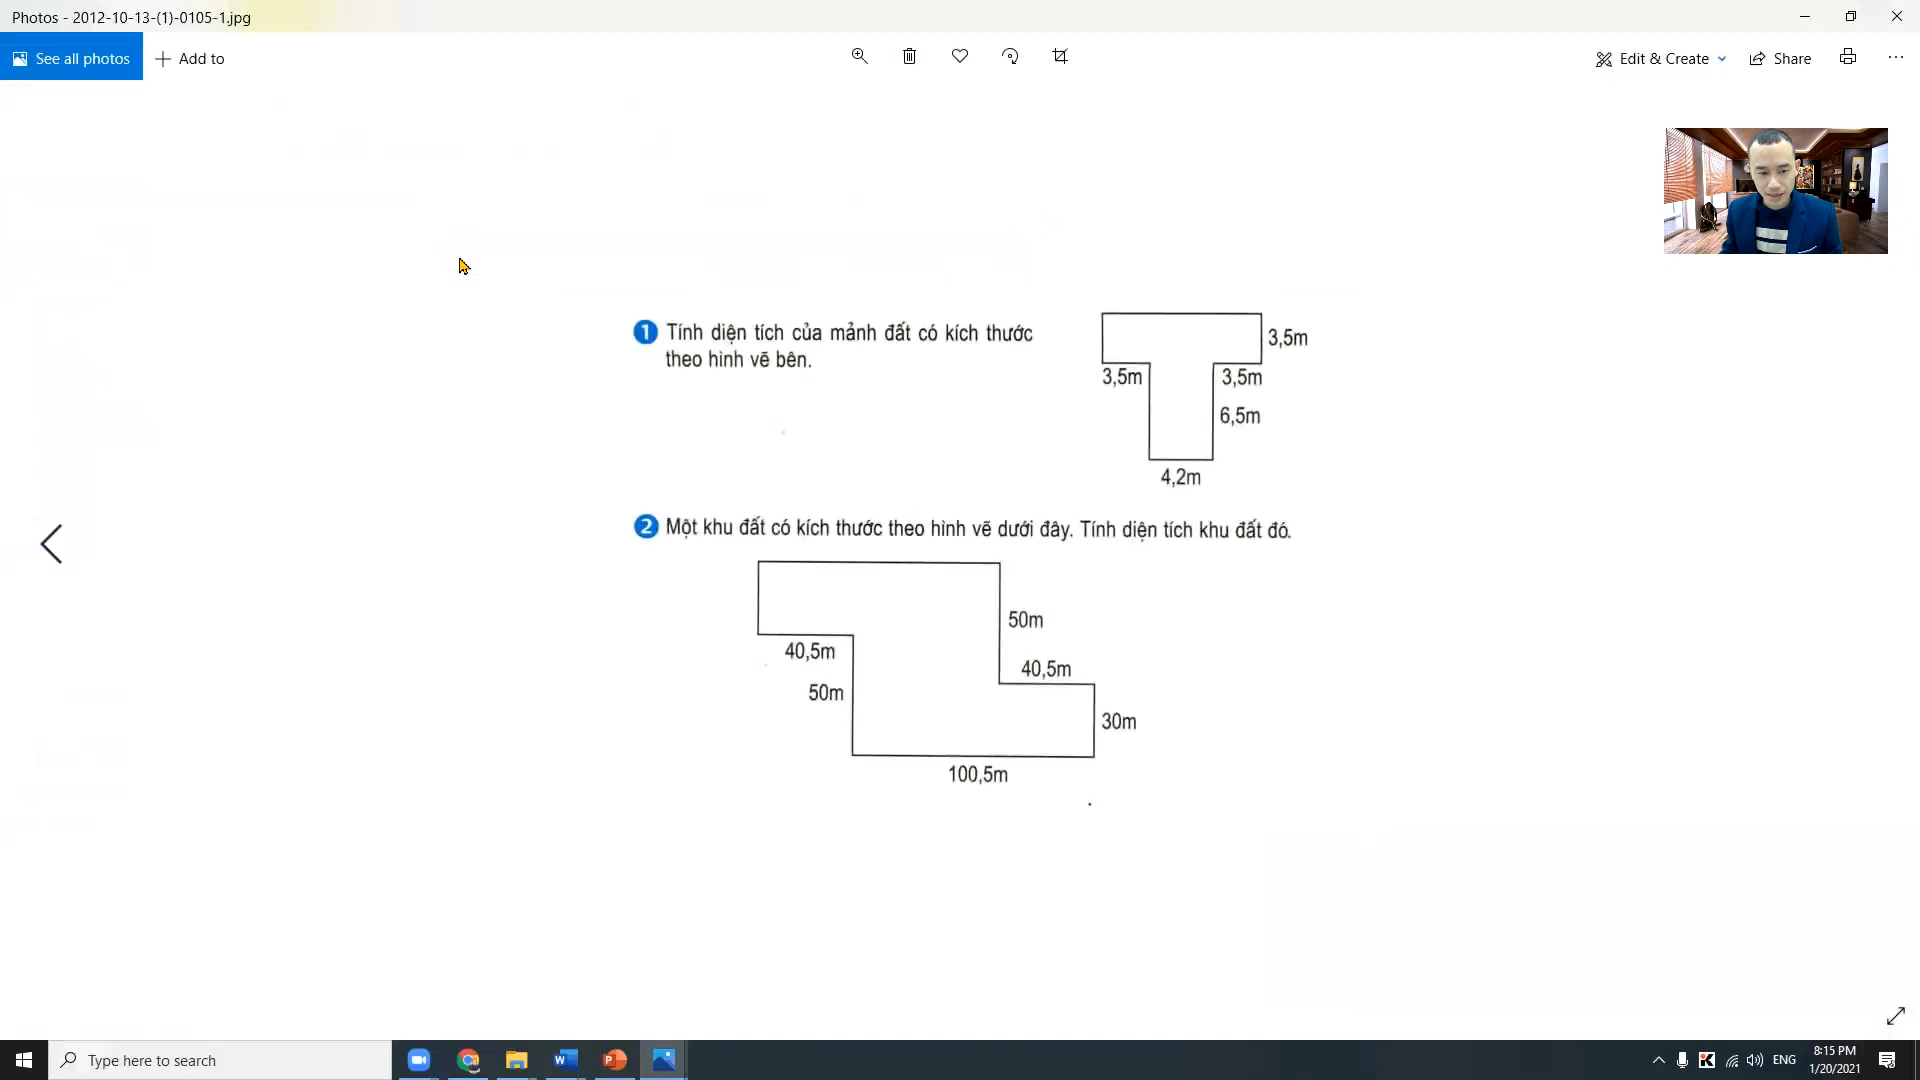 Photos - 2012-10-13-(1)-0105-1.jpg
See all photos
Add to
Edit & Create
Share
1 Tính diện tích của mảnh đất có kích thước
theo hình vẽ bên.
3,5m
3,5m 3,5m
6,5m
4,2m
2 Một khu đất có kích thước theo hình vẽ dưới đây. Tính diện tích khu đất đó.
50m
40,5m
40,5m
50m
30m
100,5m
Type here to search
ENG
8:15 PM
1/20/2021